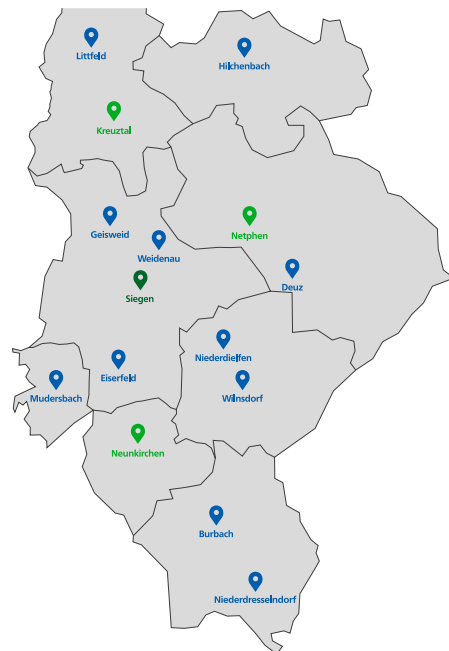 Littfeld
Hilchenbach
Kreuztal
Geisweid
Netphen
Weidenau
Deuz
Siegen
Niederdielfen
Eiserfeld
Mudersbach
Wilnsdorf
Neunkirchen
Burbach
Niederdresselndorf